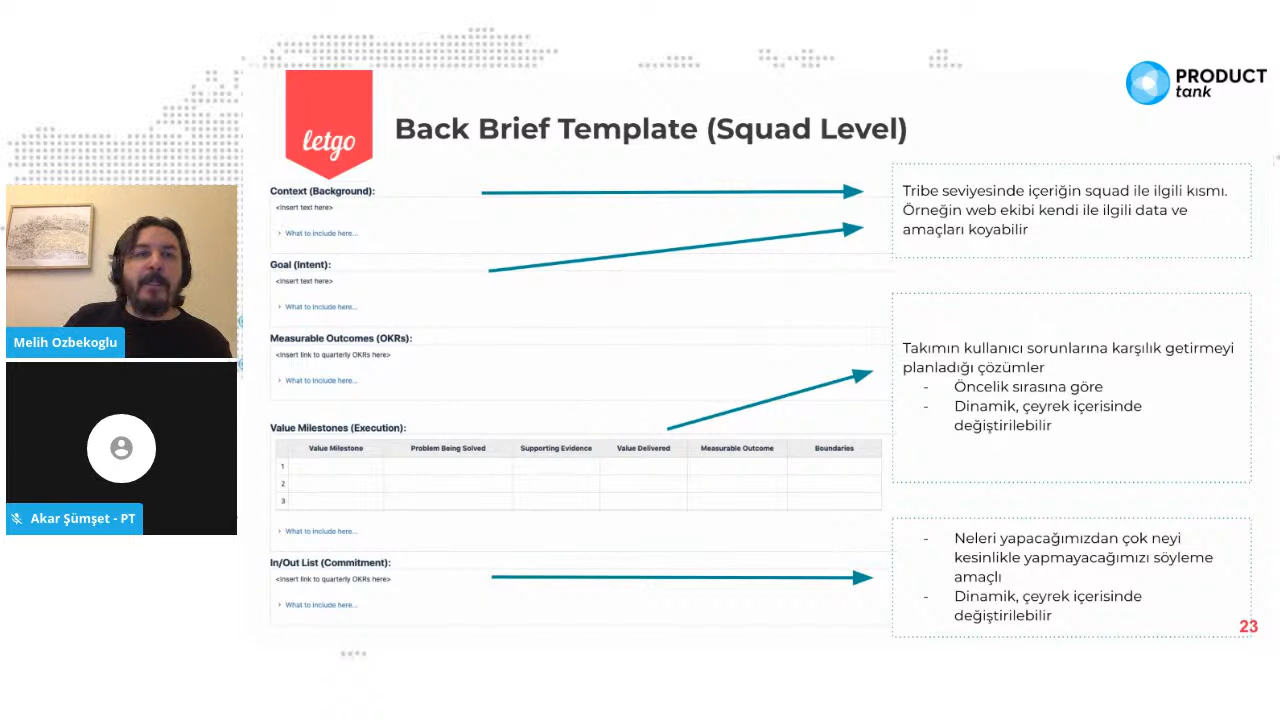 PRODUCT
tank
letgo
Back Brief Template (Squad Level)
Context (Background):
<Insert text here>
What to include here...
Goal (Intent):
<Insert text here>
What to include here...
Measurable Outcomes (OKRs):
<Insert link to quarterly OKRs here>
What to include here...
Value Milestones (Execution):
Value Milestone Problem Being Solved Supporting Evidence Value Delivered Measurable Outcome Boundaries
1
2
3
What to include here...
In/Out List (Commitment):
<Insert link to quarterly OKRs here>
What to include here...
Tribe seviyesinde içeriğin squad ile ilgili kısmı.
Örneğin web ekibi kendi ile ilgili data ve
amaçları koyabilir
Takımın kullanıcı sorunlarına karşılık getirmeyi
planladığı çözümler
- Öncelik sırasına göre
- Dinamik, çeyrek içerisinde
değiştirilebilir
- Neleri yapacağımızdan çok neyi
kesinlikle yapmayacağımızı söyleme
amaçlı
- Dinamik, çeyrek içerisinde
değiştirilebilir
23
Melih Ozbekoglu
Akar Şümşet - PT